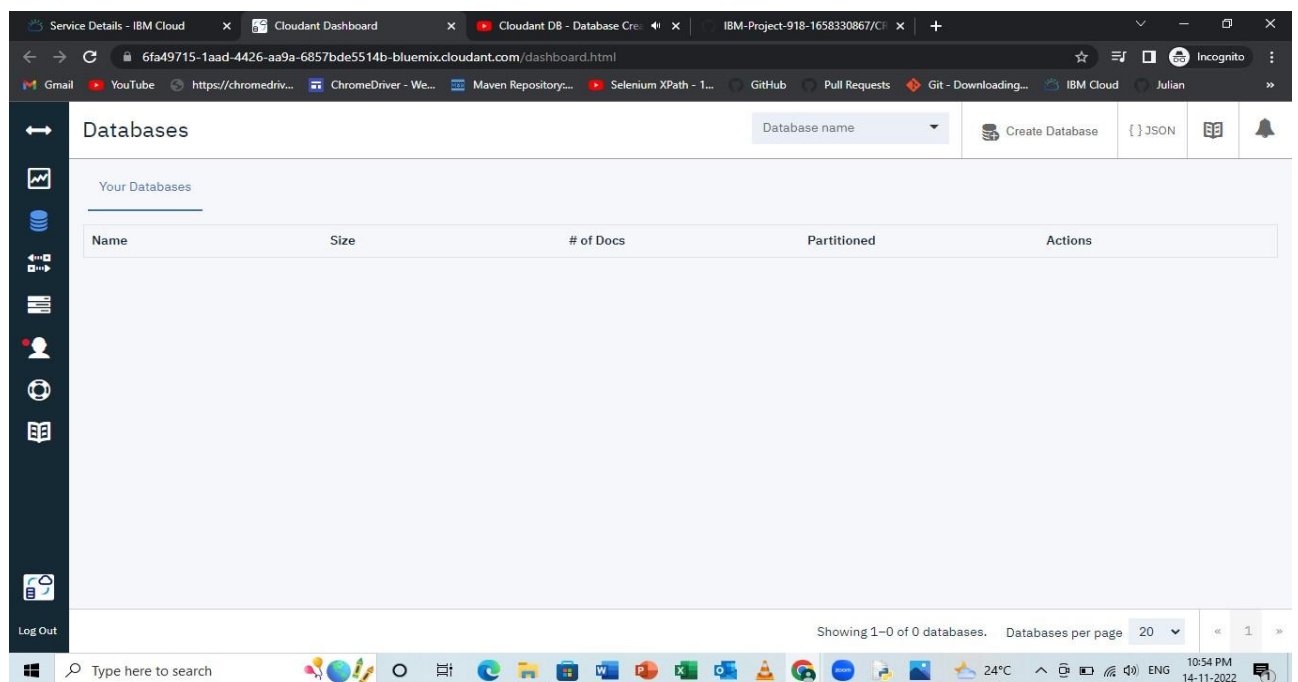 Service Details - IBM Cloud
Cloudant Dashboard
Cloudant DB - Database Cre
IBM-Project-918-1658330867/CR
6fa49715-1aad-4426-aa9a-6857bde5514b-bluemix.cloudant.com/dashboard.html
Incognito
Gmail
YouTube
https://chromedriv...
ChromeDriver - We...
Maven Repository:...
Selenium XPath - 1...
GitHub
Pull Requests
Git - Downloading...
IBM Cloud
Julian
»
Databases
Database name
Create Database
{ } JSON
Your Databases
Name Size # of Docs Partitioned Actions
Log Out
Showing 1–0 of 0 databases.
Databases per page 20
« 1 »
Type here to search
24°C
ENG
10:54 PM
14-11-2022
1